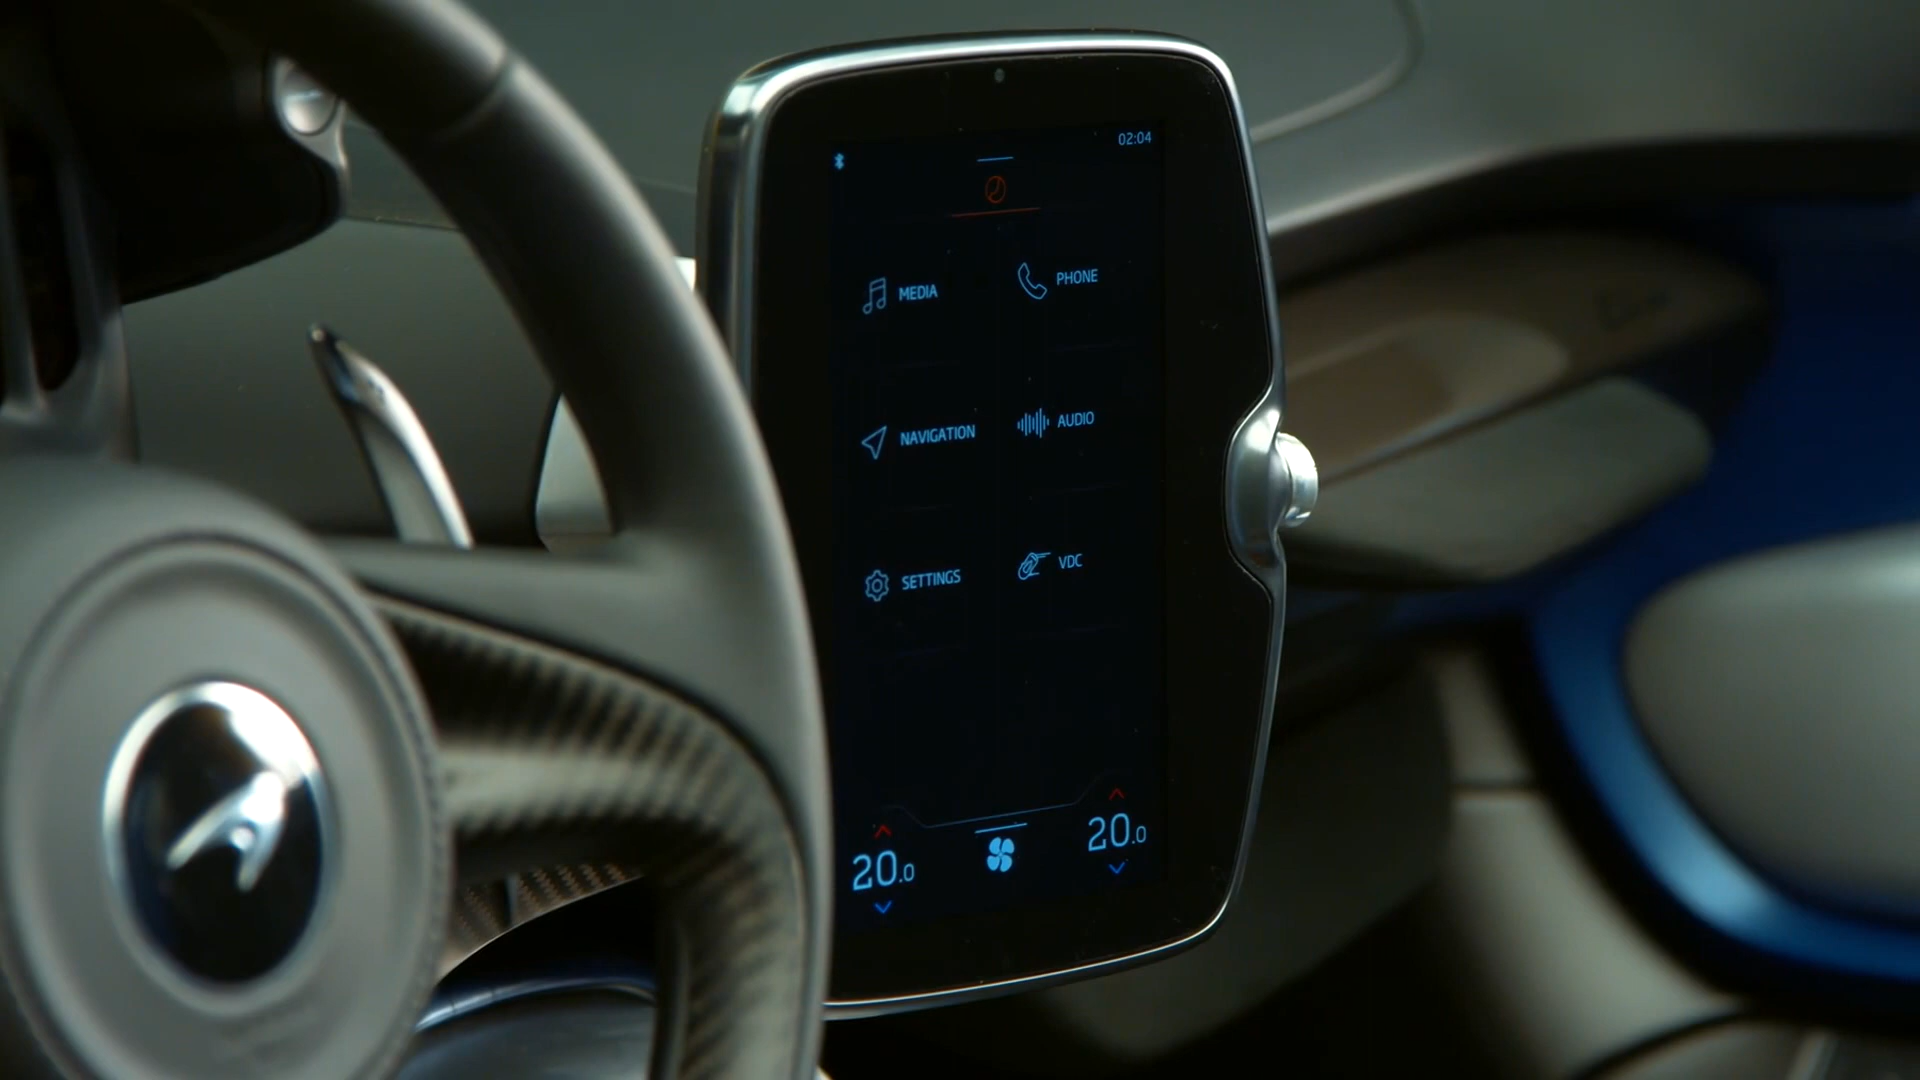 02:04
MEDIA
PHONE
NAVIGATION
AUDIO
SETTINGS
VDC
20.0
20.0